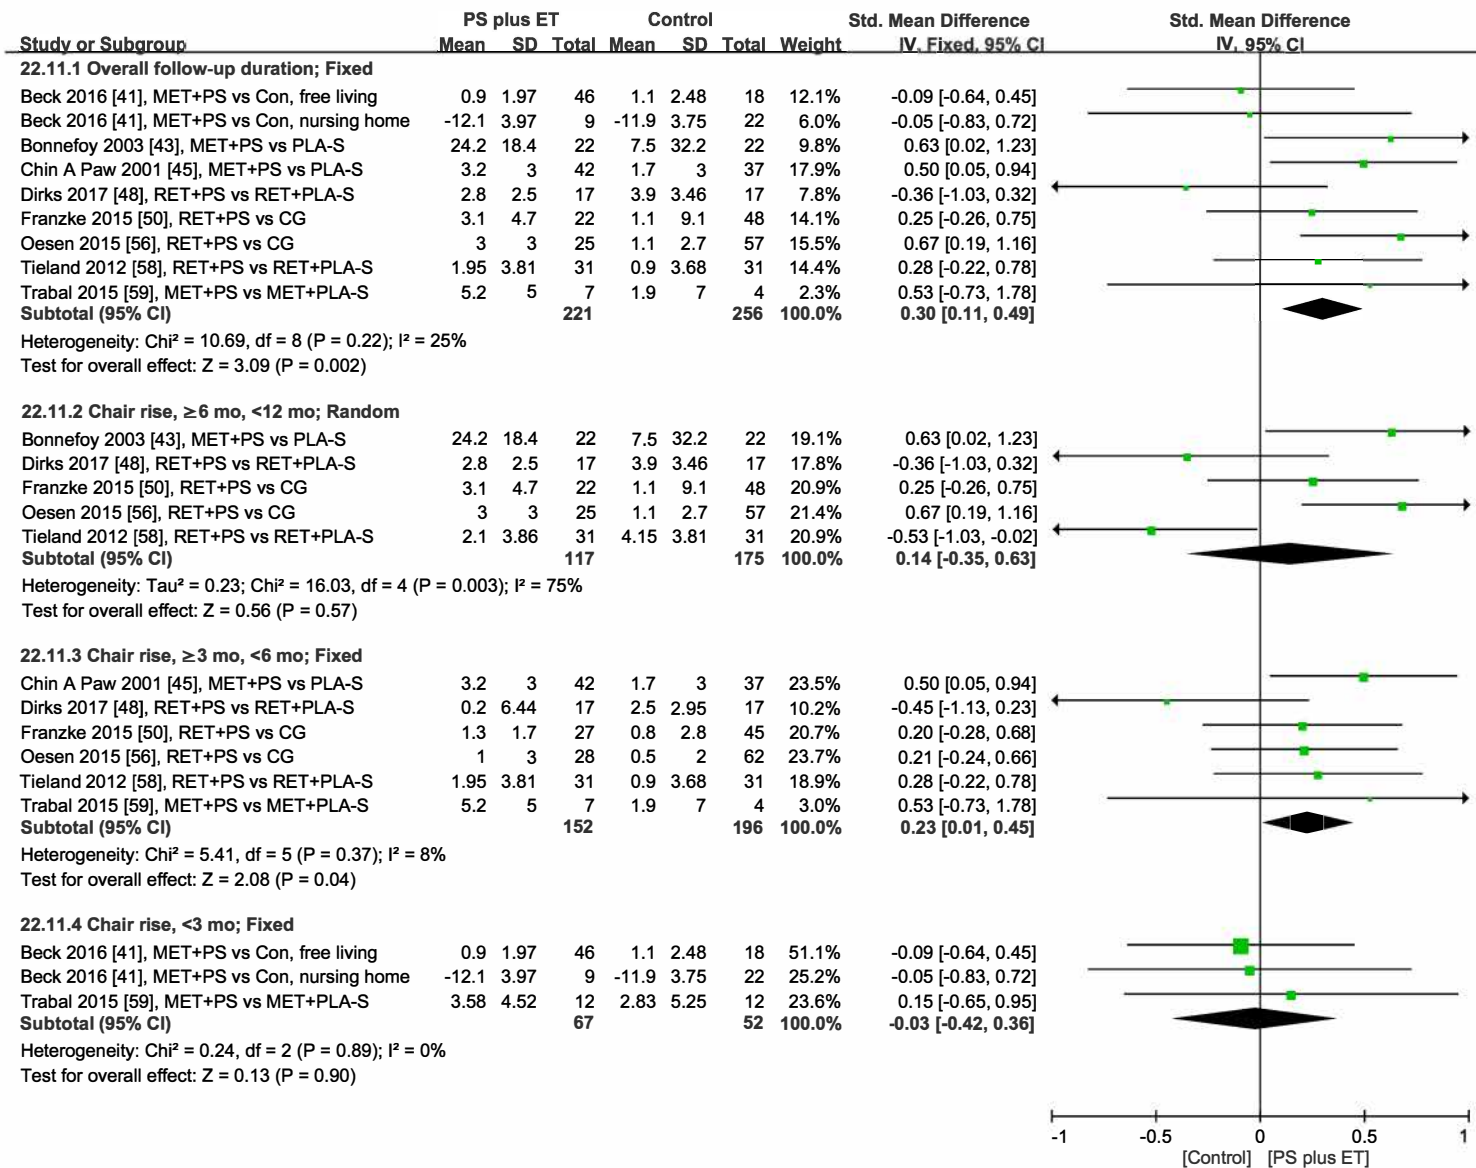 PS plus ET Control Std. Mean Difference Std. Mean Difference
Study or Subgroup Mean SD Total Mean SD Total Weight IV, Fixed, 95% CI IV, 95% CI
22.11.1 Overall follow-up duration; Fixed
Beck 2016 [41], MET+PS vs Con, free living 0.9 1.97 46 1.1 2.48 18 12.1% -0.09 [-0.64, 0.45]
Beck 2016 [41], MET+PS vs Con, nursing home -12.1 3.97 9 -11.9 3.75 22 6.0% -0.05 [-0.83, 0.72]
Bonnefoy 2003 [43], MET+PS vs PLA-S 24.2 18.4 22 7.5 32.2 22 9.8% 0.63 [0.02, 1.23]
Chin A Paw 2001 [45], MET+PS vs PLA-S 3.2 3 42 1.7 3 37 17.9% 0.50 [0.05, 0.94]
Dirks 2017 [48], RET+PS vs RET+PLA-S 2.8 2.5 17 3.9 3.46 17 7.8% -0.36 [-1.03, 0.32]
Franzke 2015 [50], RET+PS vs CG 3.1 4.7 22 1.1 9.1 48 14.1% 0.25 [-0.26, 0.75]
Oesen 2015 [56], RET+PS vs CG 3 3 25 1.1 2.7 57 15.5% 0.67 [0.19, 1.16]
Tieland 2012 [58], RET+PS vs RET+PLA-S 1.95 3.81 31 0.9 3.68 31 14.4% 0.28 [-0.22, 0.78]
Trabal 2015 [59], MET+PS vs MET+PLA-S 5.2 5 7 1.9 7 4 2.3% 0.53 [-0.73, 1.78]
Subtotal (95% CI) 221 256 100.0% 0.30 [0.11, 0.49]
Heterogeneity: Chi² = 10.69, df = 8 (P = 0.22); I² = 25%
Test for overall effect: Z = 3.09 (P = 0.002)
22.11.2 Chair rise, ≥6 mo, <12 mo; Random
Bonnefoy 2003 [43], MET+PS vs PLA-S 24.2 18.4 22 7.5 32.2 22 19.1% 0.63 [0.02, 1.23]
Dirks 2017 [48], RET+PS vs RET+PLA-S 2.8 2.5 17 3.9 3.46 17 17.8% -0.36 [-1.03, 0.32]
Franzke 2015 [50], RET+PS vs CG 3.1 4.7 22 1.1 9.1 48 20.9% 0.25 [-0.26, 0.75]
Oesen 2015 [56], RET+PS vs CG 3 3 25 1.1 2.7 57 21.4% 0.67 [0.19, 1.16]
Tieland 2012 [58], RET+PS vs RET+PLA-S 2.1 3.86 31 4.15 3.81 31 20.9% -0.53 [-1.03, -0.02]
Subtotal (95% CI) 117 175 100.0% 0.14 [-0.35, 0.63]
Heterogeneity: Tau² = 0.23; Chi² = 16.03, df = 4 (P = 0.003); I² = 75%
Test for overall effect: Z = 0.56 (P = 0.57)
22.11.3 Chair rise, ≥3 mo, <6 mo; Fixed
Chin A Paw 2001 [45], MET+PS vs PLA-S 3.2 3 42 1.7 3 37 23.5% 0.50 [0.05, 0.94]
Dirks 2017 [48], RET+PS vs RET+PLA-S 0.2 6.44 17 2.5 2.95 17 10.2% -0.45 [-1.13, 0.23]
Franzke 2015 [50], RET+PS vs CG 1.3 1.7 27 0.8 2.8 45 20.7% 0.20 [-0.28, 0.68]
Oesen 2015 [56], RET+PS vs CG 1 3 28 0.5 2 62 23.7% 0.21 [-0.24, 0.66]
Tieland 2012 [58], RET+PS vs RET+PLA-S 1.95 3.81 31 0.9 3.68 31 18.9% 0.28 [-0.22, 0.78]
Trabal 2015 [59], MET+PS vs MET+PLA-S 5.2 5 7 1.9 7 4 3.0% 0.53 [-0.73, 1.78]
Subtotal (95% CI) 152 196 100.0% 0.23 [0.01, 0.45]
Heterogeneity: Chi² = 5.41, df = 5 (P = 0.37); I² = 8%
Test for overall effect: Z = 2.08 (P = 0.04)
22.11.4 Chair rise, <3 mo; Fixed
Beck 2016 [41], MET+PS vs Con, free living 0.9 1.97 46 1.1 2.48 18 51.1% -0.09 [-0.64, 0.45]
Beck 2016 [41], MET+PS vs Con, nursing home -12.1 3.97 9 -11.9 3.75 22 25.2% -0.05 [-0.83, 0.72]
Trabal 2015 [59], MET+PS vs MET+PLA-S 3.58 4.52 12 2.83 5.25 12 23.6% 0.15 [-0.65, 0.95]
Subtotal (95% CI) 67 52 100.0% -0.03 [-0.42, 0.36]
Heterogeneity: Chi² = 0.24, df = 2 (P = 0.89); I² = 0%
Test for overall effect: Z = 0.13 (P = 0.90)
-1 -0.5 0 0.5 1
[Control] [PS plus ET]